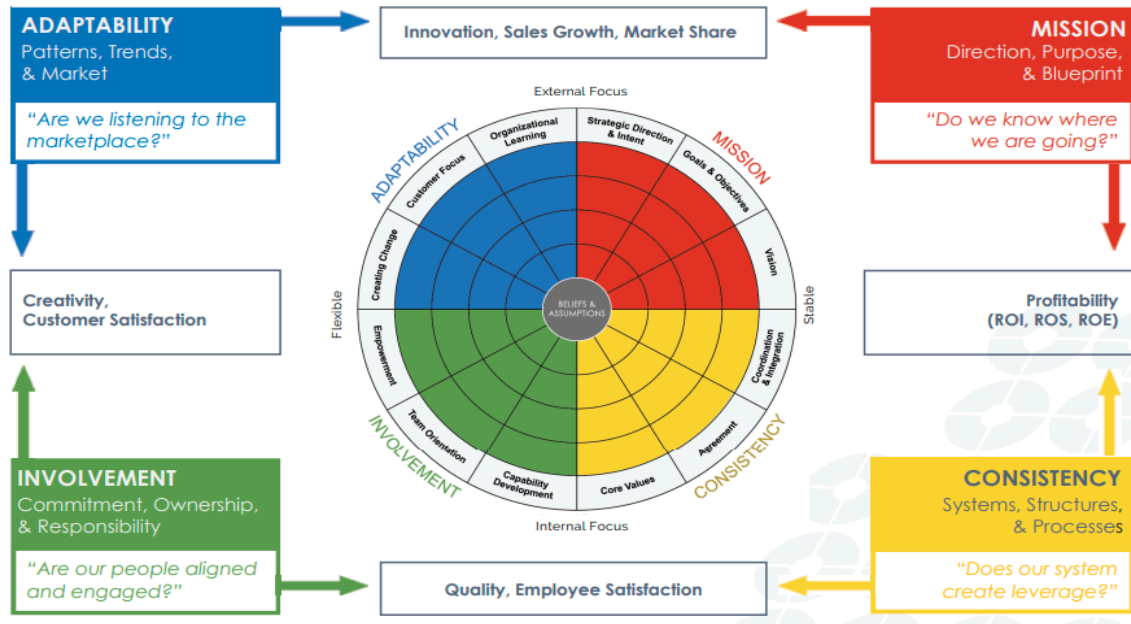 ADAPTABILITY
Patterns, Trends,
& Market
“Are we listening to the
marketplace?”
Innovation, Sales Growth, Market Share
MISSION
Direction, Purpose,
& Blueprint
“Do we know where
we are going?”
External Focus
ADAPTABILITY
MISSION
Organizational
Learning
Strategic Direction
& Intent
Customer Focus
Goals & Objectives
Creating Change
Vision
Creativity,
Customer Satisfaction
Flexible
BELIEFS &
ASSUMPTIONS
Stable
Profitability
(ROI, ROS, ROE)
Empowerment
Coordination
& Integration
Team Orientation
Agreement
Capability
Development
Core Values
INVOLVEMENT
CONSISTENCY
Internal Focus
INVOLVEMENT
Commitment, Ownership,
& Responsibility
“Are our people aligned
and engaged?”
Quality, Employee Satisfaction
CONSISTENCY
Systems, Structures,
& Processes
“Does our system
create leverage?”